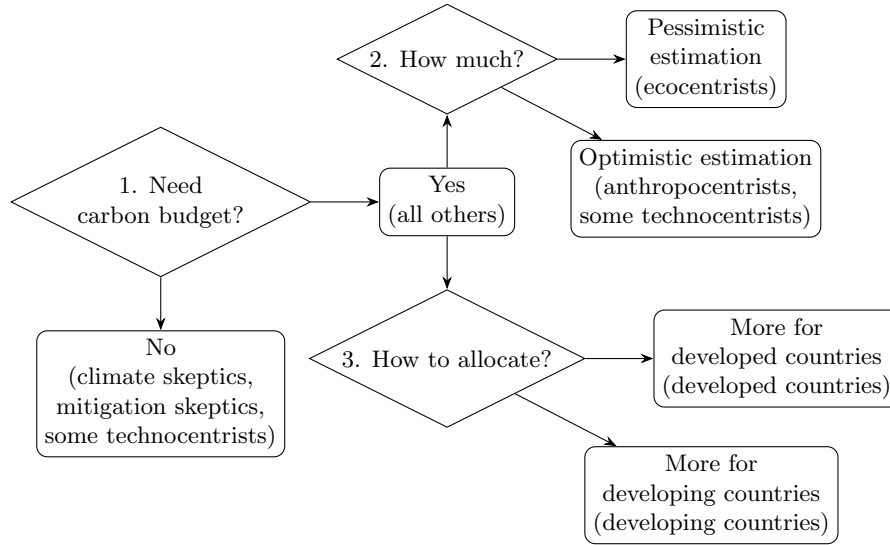 1. Need
carbon budget?
No
(climate skeptics,
mitigation skeptics,
some technocentrists)
Yes
(all others)
2. How much?
Pessimistic
estimation
(ecocentrists)
Optimistic estimation
(anthropocentrists,
some technocentrists)
3. How to allocate?
More for
developed countries
(developed countries)
More for
developing countries
(developing countries)